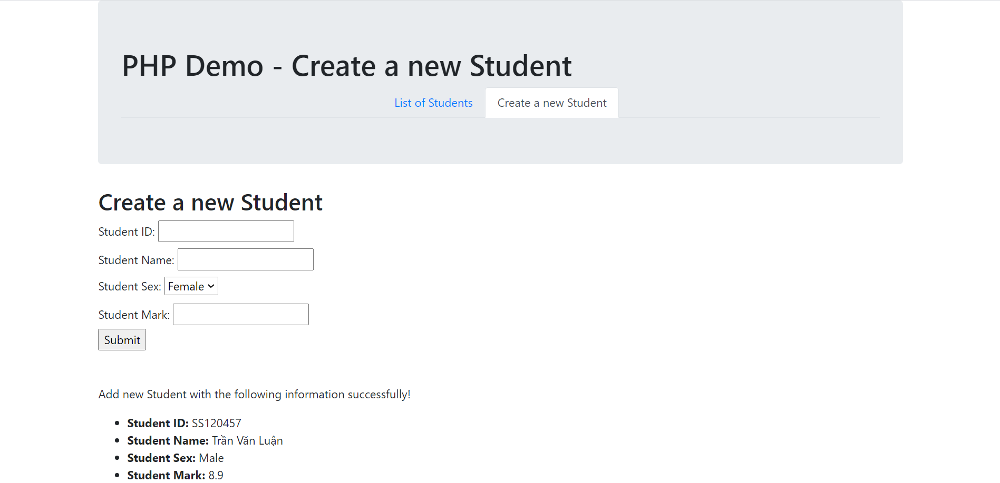 PHP Demo - Create a new Student
List of Students Create a new Student
Create a new Student
Student ID:
Student Name:
Student Sex: Female
Student Mark:
Submit
Add new Student with the following information successfully!
Student ID: SS120457
Student Name: Trần Văn Luận
Student Sex: Male
Student Mark: 8.9